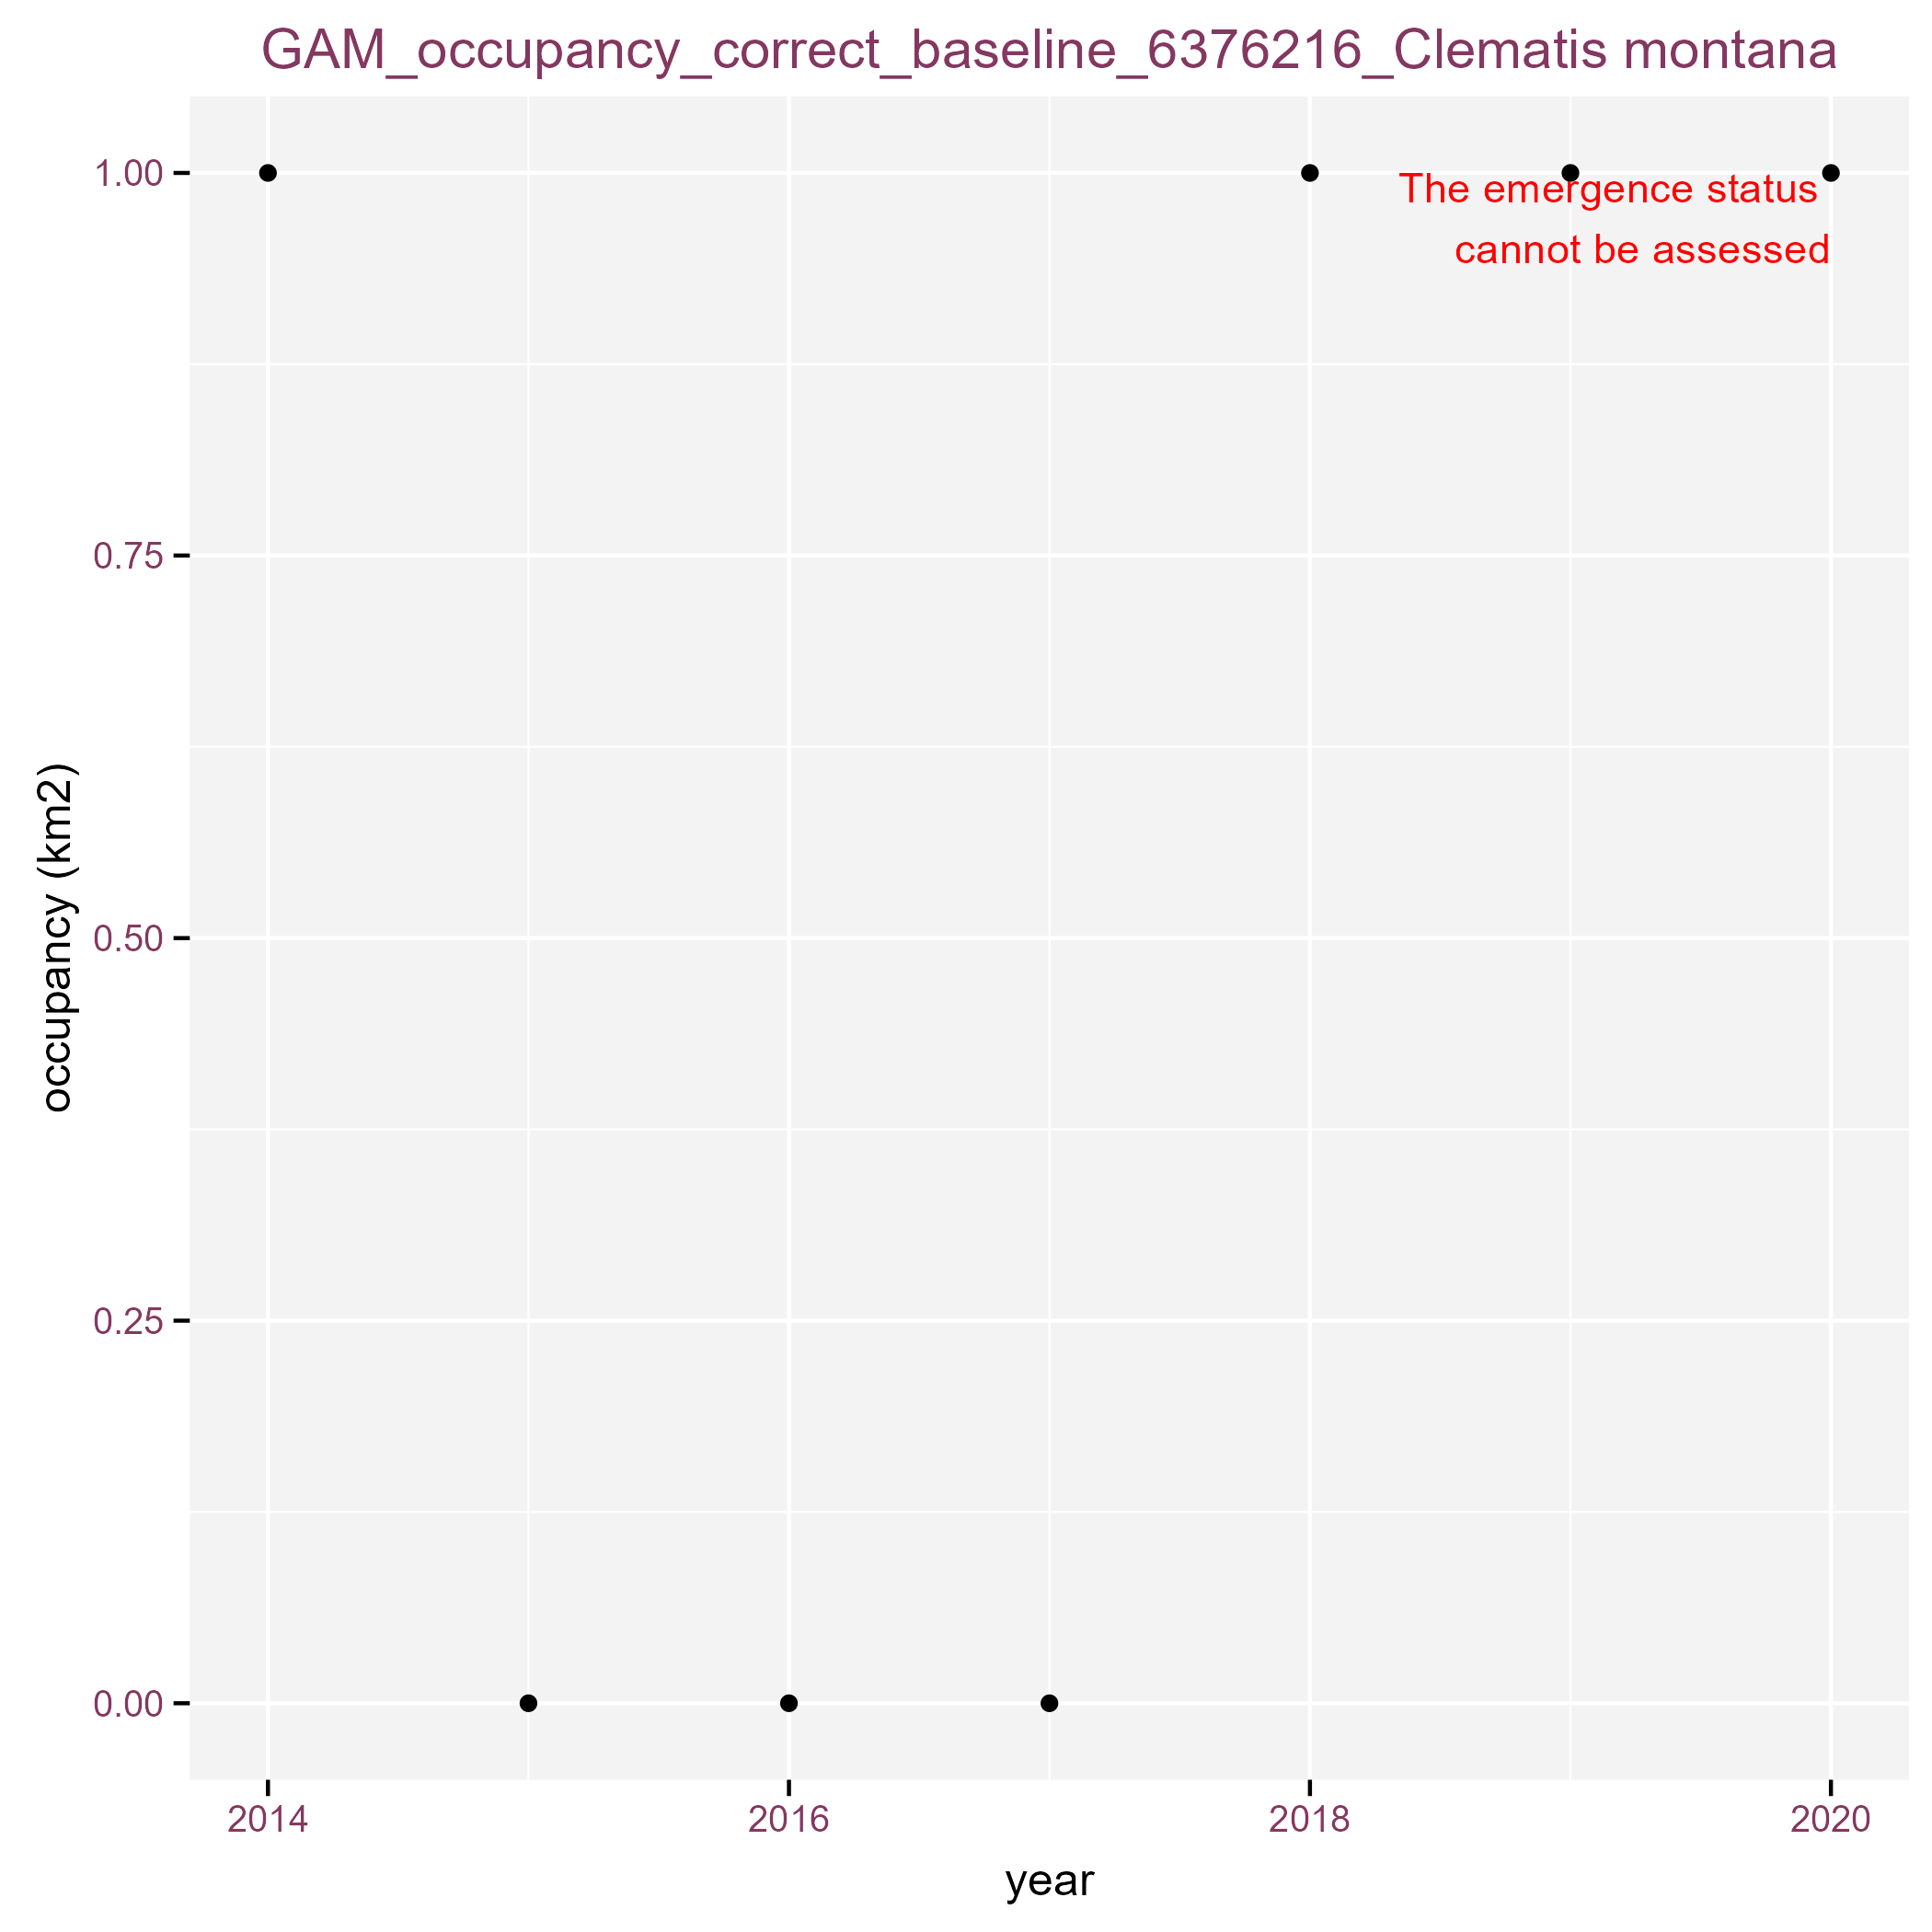 GAM_occupancy_correct_baseline_6376216_Clematis montana
1.00
The emergence status
cannot be assessed
0.75
occupancy (km2)
0.50
0.25
0.00
2014 2016 2018 2020
year